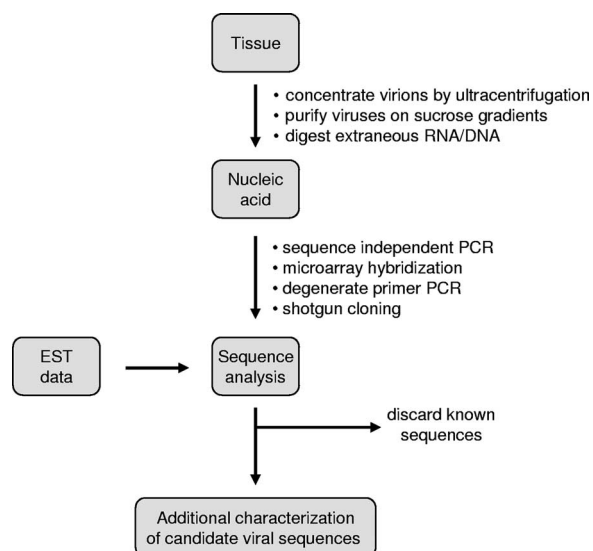 Tissue
• concentrate virions by ultracentrifugation
• purify viruses on sucrose gradients
• digest extraneous RNA/DNA
Nucleic
acid
• sequence independent PCR
• microarray hybridization
• degenerate primer PCR
• shotgun cloning
EST
data
Sequence
analysis
discard known
sequences
Additional characterization
of candidate viral sequences